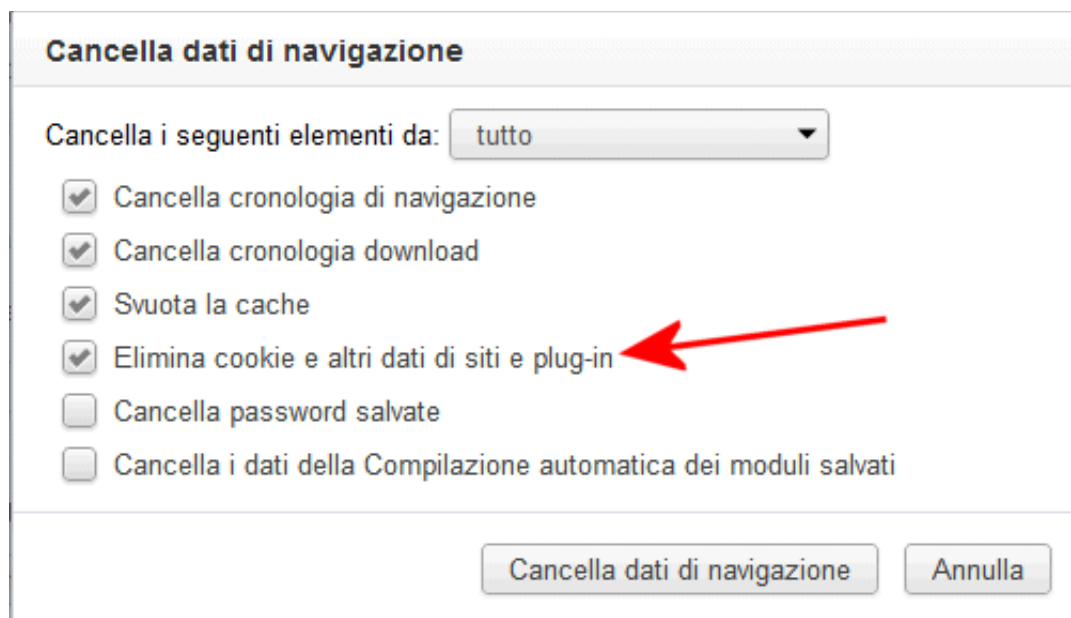 Cancella dati di navigazione
Cancella i seguenti elementi da: tutto
Cancella cronologia di navigazione
Cancella cronologia download
Svuota la cache
Elimina cookie e altri dati di siti e plug-in
Cancella password salvate
Cancella i dati della Compilazione automatica dei moduli salvati
Cancella dati di navigazione Annulla